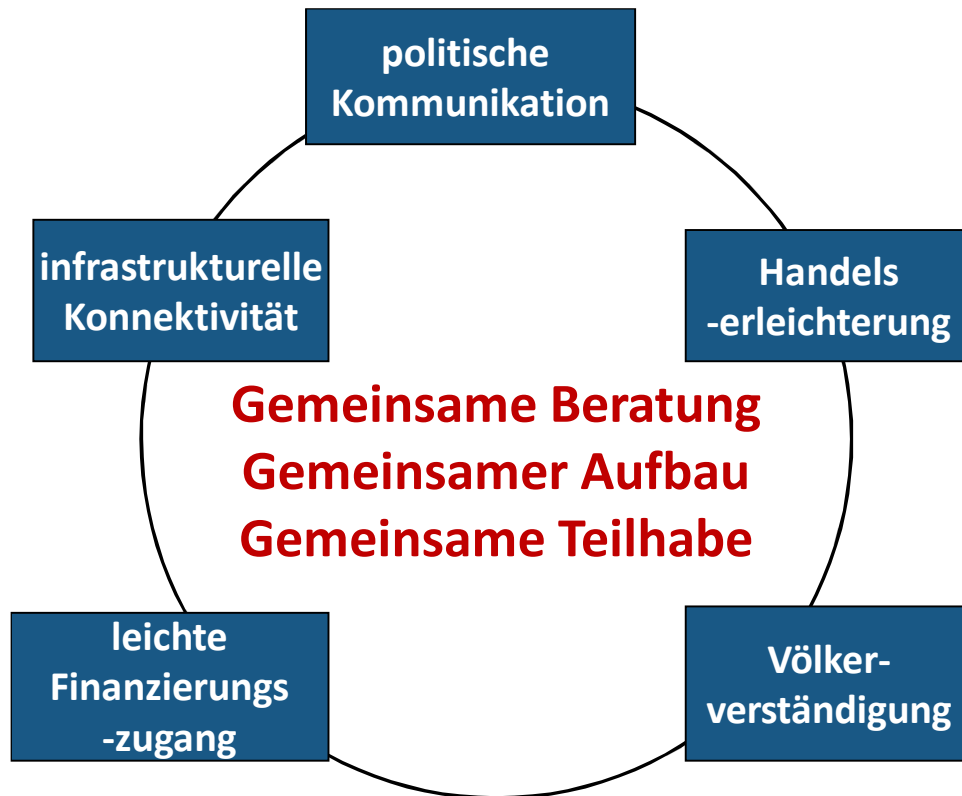 politische
Kommunikation
infrastrukturelle
Konnektivität
Handels
-erleichterung
Gemeinsame Beratung
Gemeinsamer Aufbau
Gemeinsame Teilhabe
leichte
Finanzierungs
-zugang
Völker-
verständigung